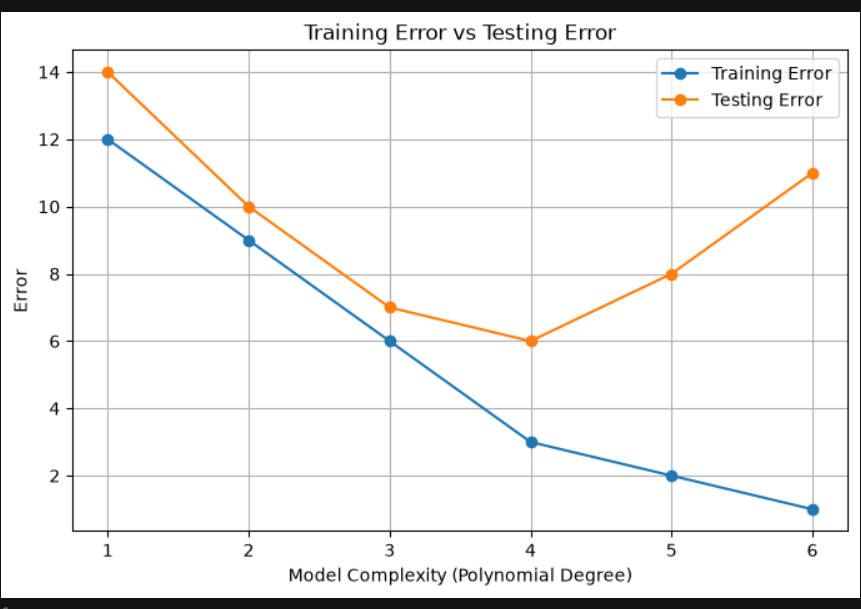 Training Error vs Testing Error
Training Error
Testing Error
14
12
10
8
6
4
2
Error
1 2 3 4 5 6
Model Complexity (Polynomial Degree)